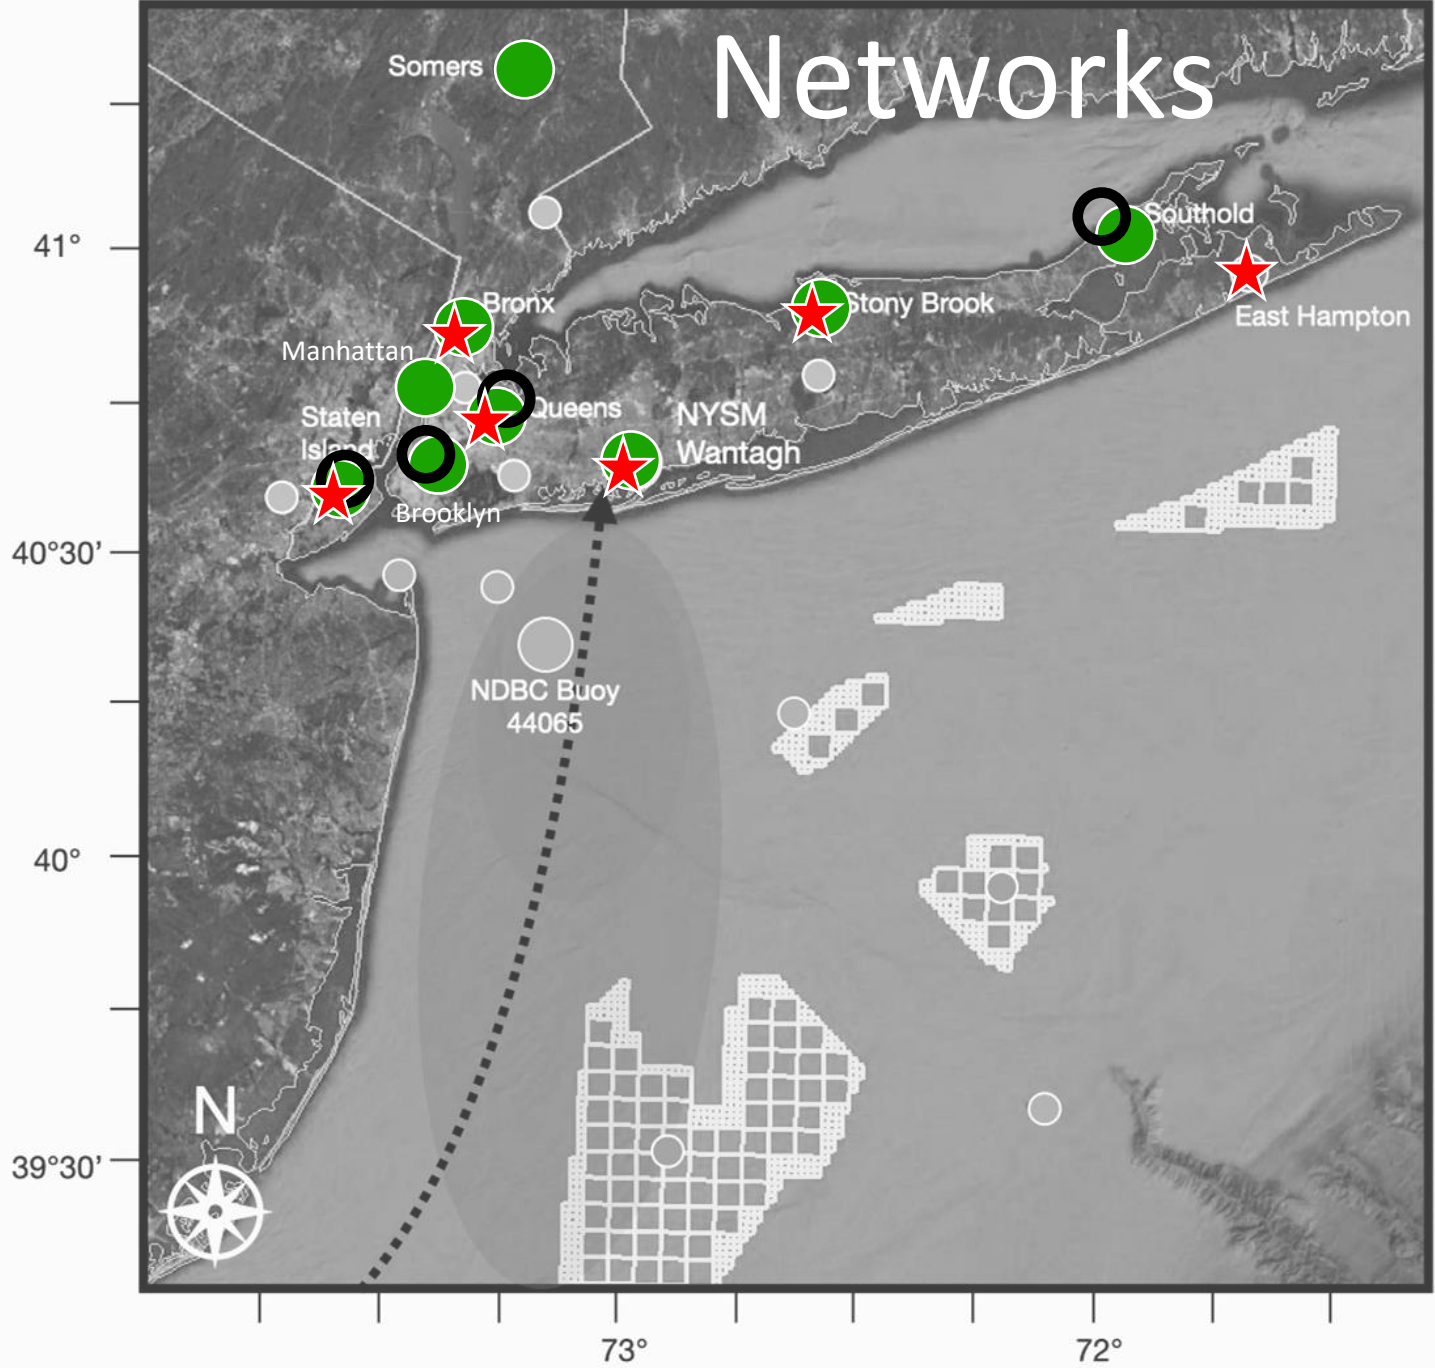 Networks
Somers
41°
Southold
Bronx
Stony Brook
East Hampton
Manhattan
Staten
Island
Queens
NYSM
Wantagh
Brooklyn
40°30’
NDBC Buoy
44065
40°
N
39°30’
73°
72°